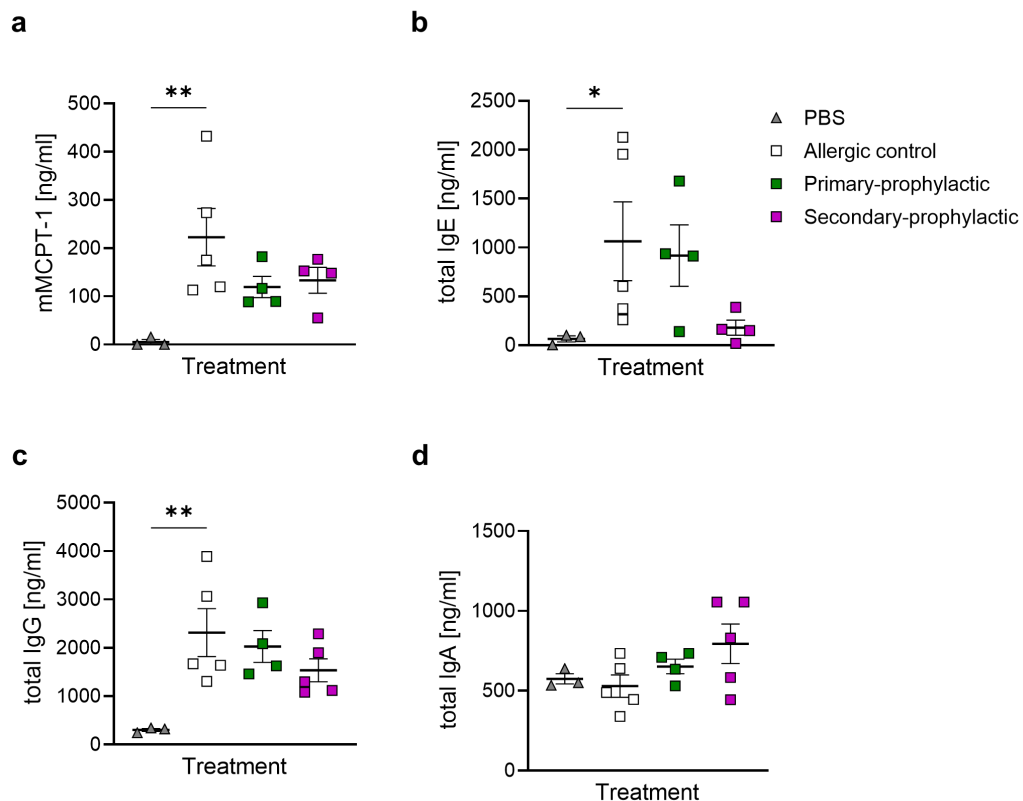 a
**
500
400
300
200
100
0
mMCPT-1 [ng/ml]
Treatment
b
*
2500
2000
1500
1000
500
0
total IgE [ng/ml]
Treatment
PBS
Allergic control
Primary-prophylactic
Secondary-prophylactic
c
**
5000
4000
3000
2000
1000
0
total IgG [ng/ml]
Treatment
d
1500
1000
500
0
total IgA [ng/ml]
Treatment